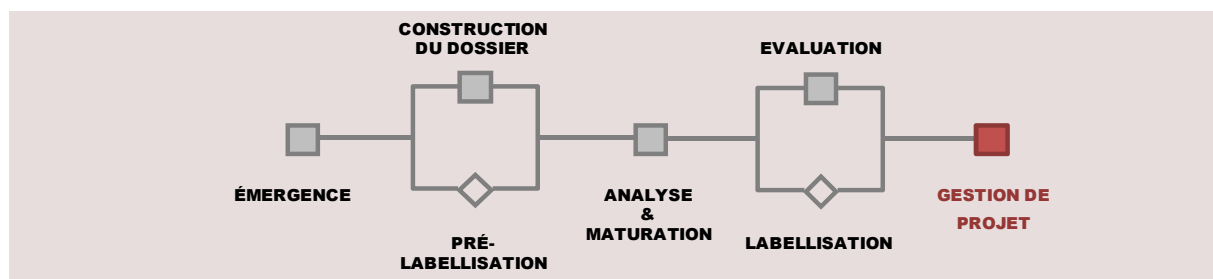 CONSTRUCTION
DU DOSSIER
EVALUATION
ÉMERGENCE
PRÉ-
LABELLISATION
ANALYSE
&
MATURATION
LABELLISATION
GESTION DE
PROJET